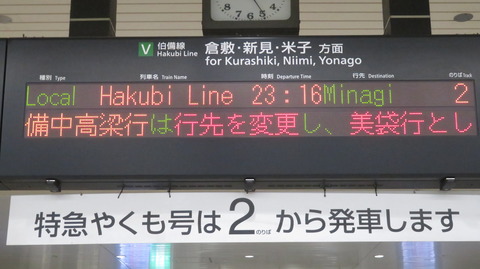 V 伯備線 倉敷・新見・米子 方面
Hakubi Line for Kurashiki, Niimi, Yonago
種別 Type 列車名 Train Name 時刻 Departure Time 行先 Destination のりば Track
Local Hakubi Line 23:16 Minagi 2
備中高梁行は行先を変更し、美袋行とし
特急やくも号は2のりばから発車します